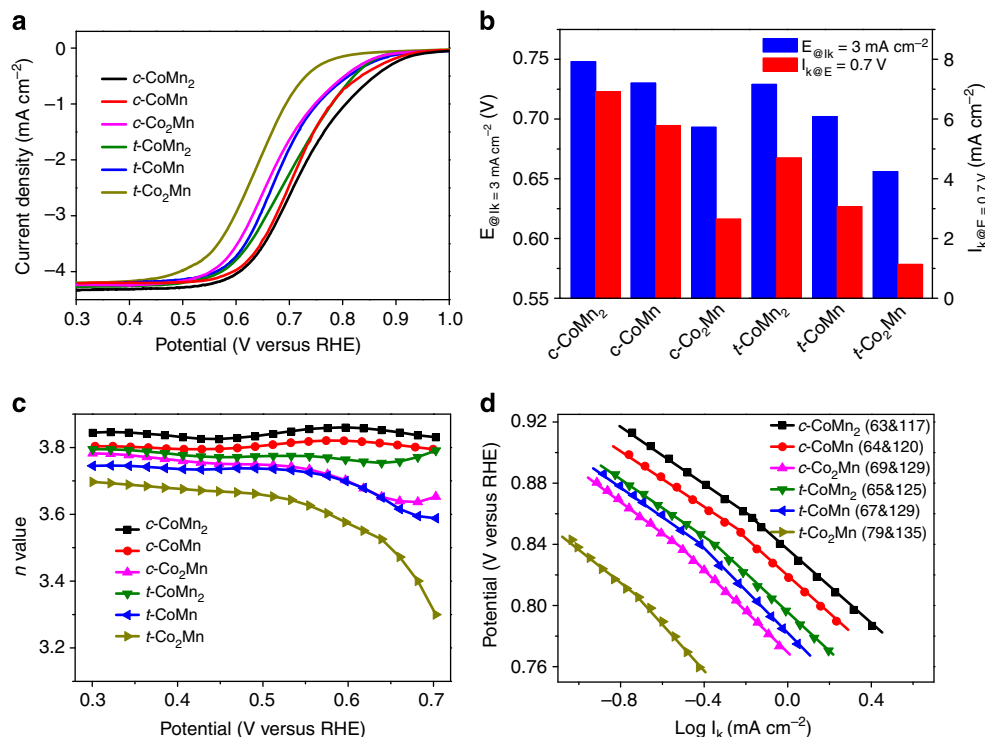 a
0
–1
–2
–3
–4
Current density (mA cm⁻²)
c-CoMn₂
c-CoMn
c-Co₂Mn
t-CoMn₂
t-CoMn
t-Co₂Mn
0.3 0.4 0.5 0.6 0.7 0.8 0.9 1.0
Potential (V versus RHE)
b
E@Ik = 3 mA cm⁻²
Ik@E = 0.7 V
0.75
0.70
0.65
0.60
0.55
E@Ik = 3 mA cm⁻² (V)
8
6
4
2
0
Ik@E = 0.7 V (mA cm⁻²)
c-CoMn₂
c-CoMn
c-Co₂Mn
t-CoMn₂
t-CoMn
t-Co₂Mn
c
3.8
3.6
3.4
3.2
n value
c-CoMn₂
c-CoMn
c-Co₂Mn
t-CoMn₂
t-CoMn
t-Co₂Mn
0.3 0.4 0.5 0.6 0.7
Potential (V versus RHE)
d
0.92
0.88
0.84
0.80
0.76
Potential (V versus RHE)
c-CoMn₂ (63&117)
c-CoMn (64&120)
c-Co₂Mn (69&129)
t-CoMn₂ (65&125)
t-CoMn (67&129)
t-Co₂Mn (79&135)
–0.8 –0.4 0.0 0.4
Log Iₖ (mA cm⁻²)